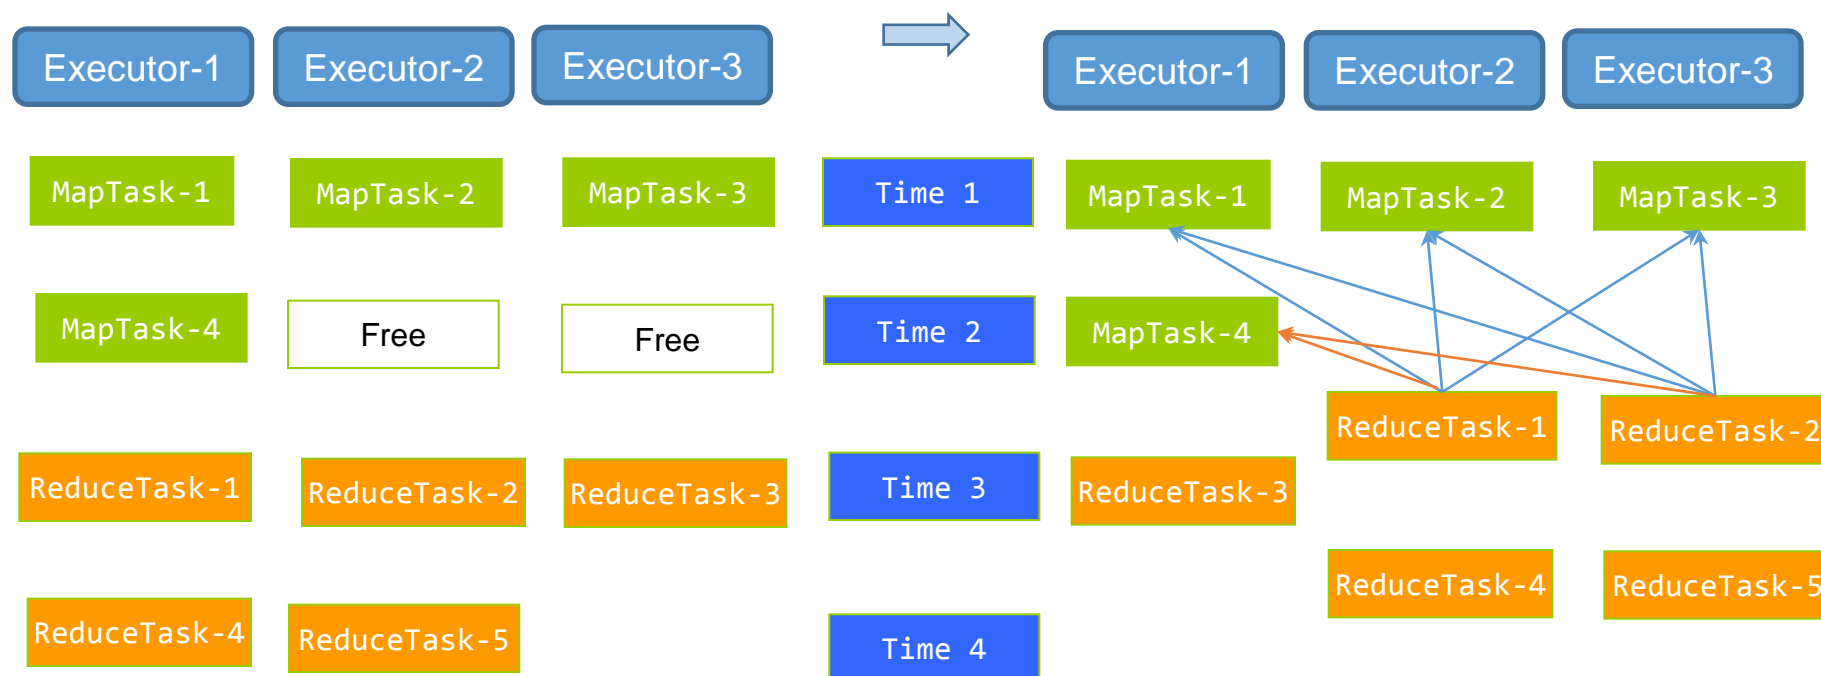 Executor-1
Executor-2
Executor-3
Executor-1
Executor-2
Executor-3
MapTask-1
MapTask-2
MapTask-3
Time 1
MapTask-1
MapTask-2
MapTask-3
MapTask-4
Free
Free
Time 2
MapTask-4
ReduceTask-1
ReduceTask-2
ReduceTask-1
ReduceTask-2
ReduceTask-3
Time 3
ReduceTask-3
ReduceTask-4
ReduceTask-5
ReduceTask-4
ReduceTask-5
Time 4